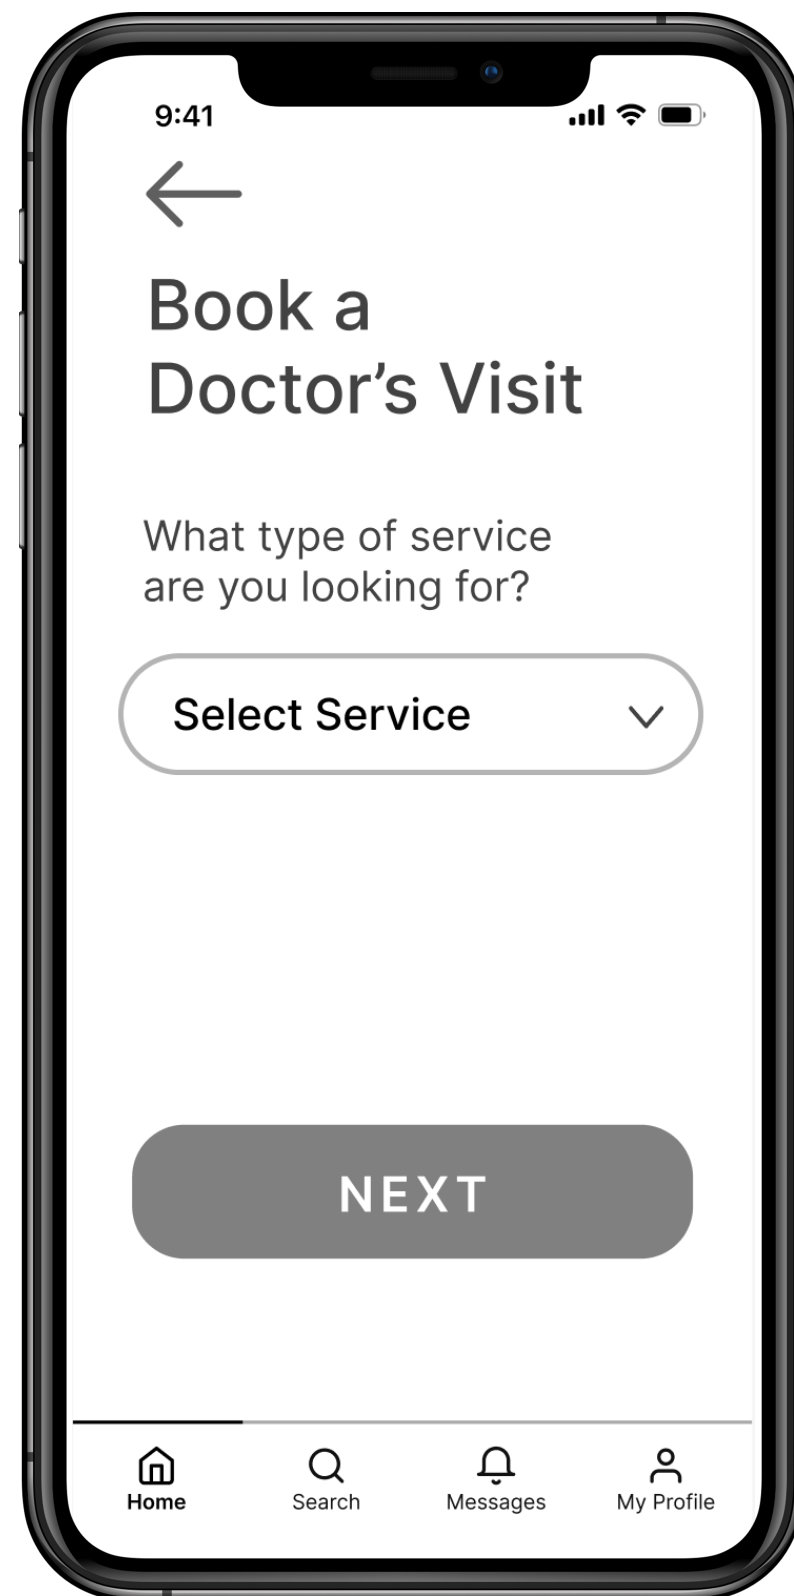 9:41
Book a
Doctor’s Visit
What type of service
are you looking for?
Select Service
NEXT
Home Search Messages My Profile